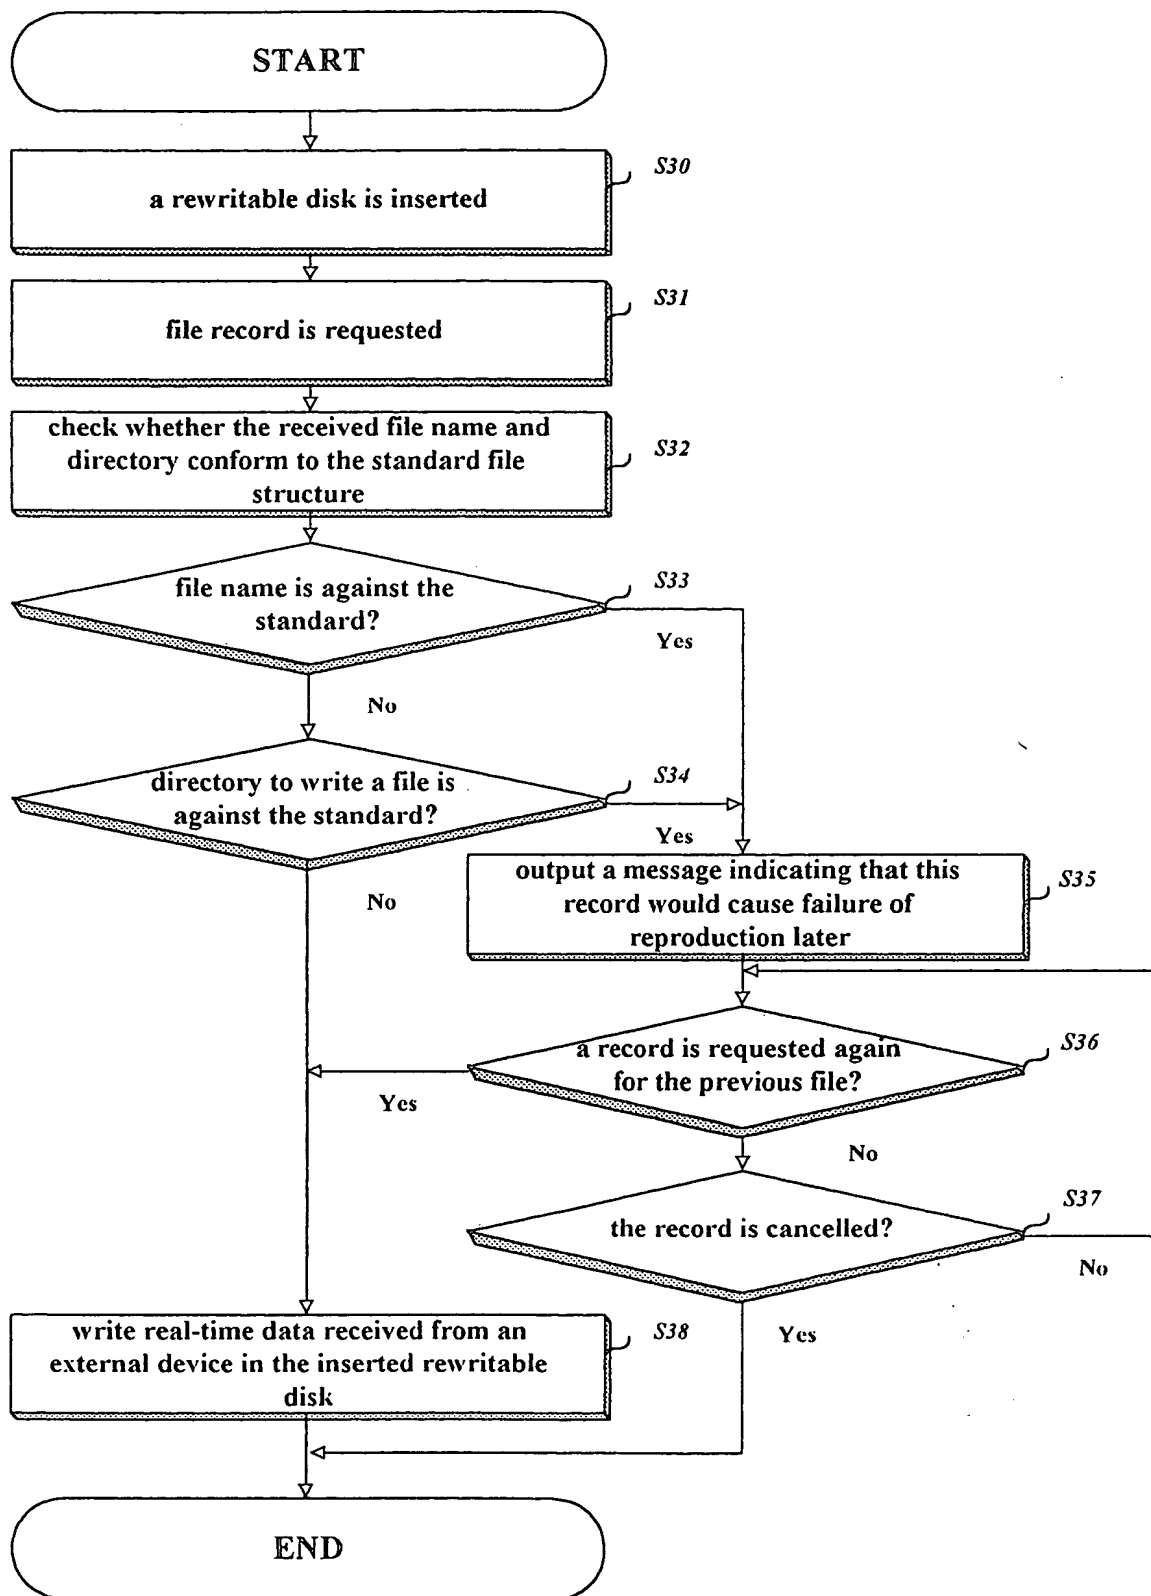 START
S30
a rewritable disk is inserted
S31
file record is requested
check whether the received file name and
directory conform to the standard file
structure
S32
file name is against the
standard?
S33
Yes
No
directory to write a file is
against the standard?
S34
Yes
No
output a message indicating that this
record would cause failure of
reproduction later
S35
a record is requested again
for the previous file?
S36
Yes
No
the record is cancelled?
S37
No
Yes
write real-time data received from an
external device in the inserted rewritable
disk
S38
END